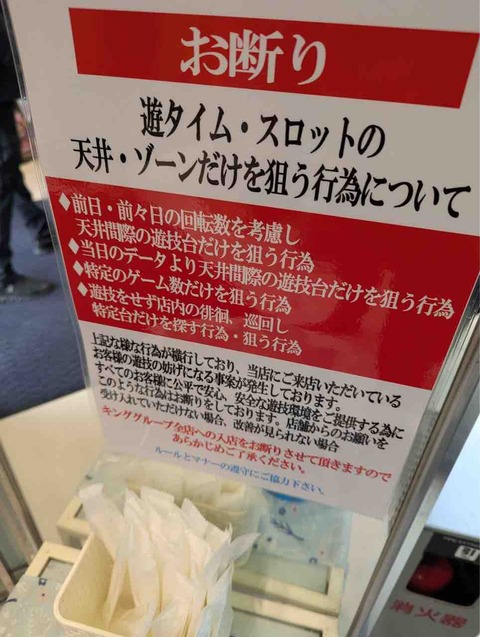 お断り
遊タイム・スロットの
天井・ゾーンだけを狙う行為について
◆前日・前々日の回転数を考慮し
天井間際の遊技台だけを狙う行為
◆当日のデータより天井間際の遊技台だけを狙う行為
◆特定のゲーム数だけを狙う行為
◆遊技をせず店内の徘徊、巡回し
特定台だけを探す行為・狙う行為
上記な様な行為が横行しており、当店にご来店いただいている
お客様の遊技の妨げになる事案が発生しております。
すべてのお客様に公平で安心、安全な遊技環境をご提供する為に
このような行為はお断りをしております。店舗からのお願いを
受け入れていただけない場合、改善が見られない場合
キンググループ全店への入店をお断りさせて頂きますので
あらかじめご了承ください。
ルールとマナーの遵守にご協力下さい。
消火器